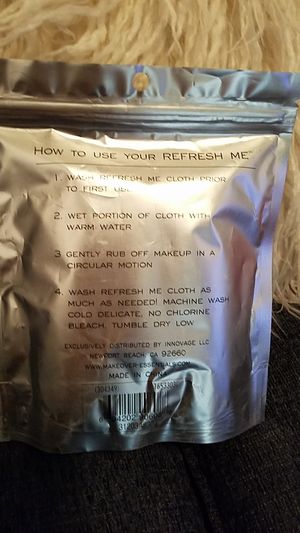 HOW TO USE YOUR REFRESH ME™
1. WASH REFRESH ME CLOTH PRIOR
TO FIRST USE
2. WET PORTION OF CLOTH WITH
WARM WATER
3 GENTLY RUB OFF MAKEUP IN A
CIRCULAR MOTION
4. WASH REFRESH ME CLOTH AS
MUCH AS NEEDED! MACHINE WASH
COLD DELICATE, NO CHLORINE
BLEACH, TUMBLE DRY LOW
EXCLUSIVELY DISTRIBUTED BY INNOVAGE LLC
NEWPORT BEACH, CA 92660
WWW.MAKEOVER-ESSENTIALS.COM
MADE IN CHINA
(304349)